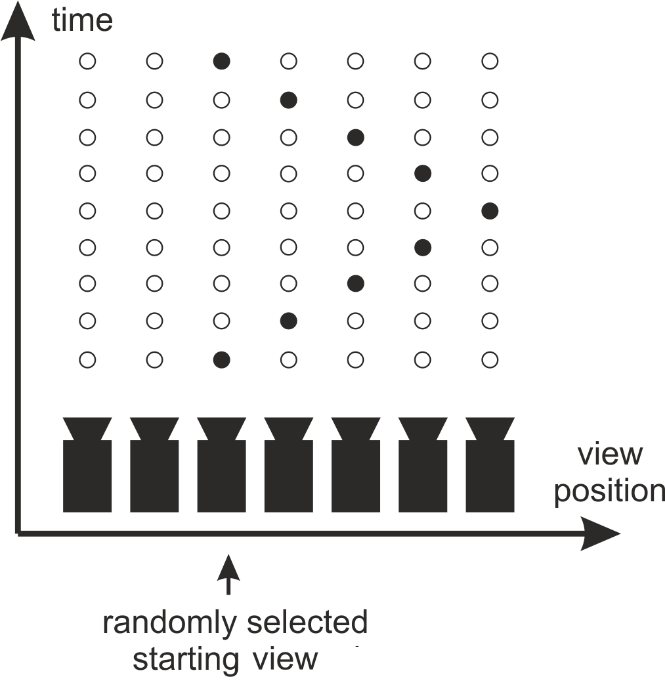 time
view
position
randomly selected
starting view